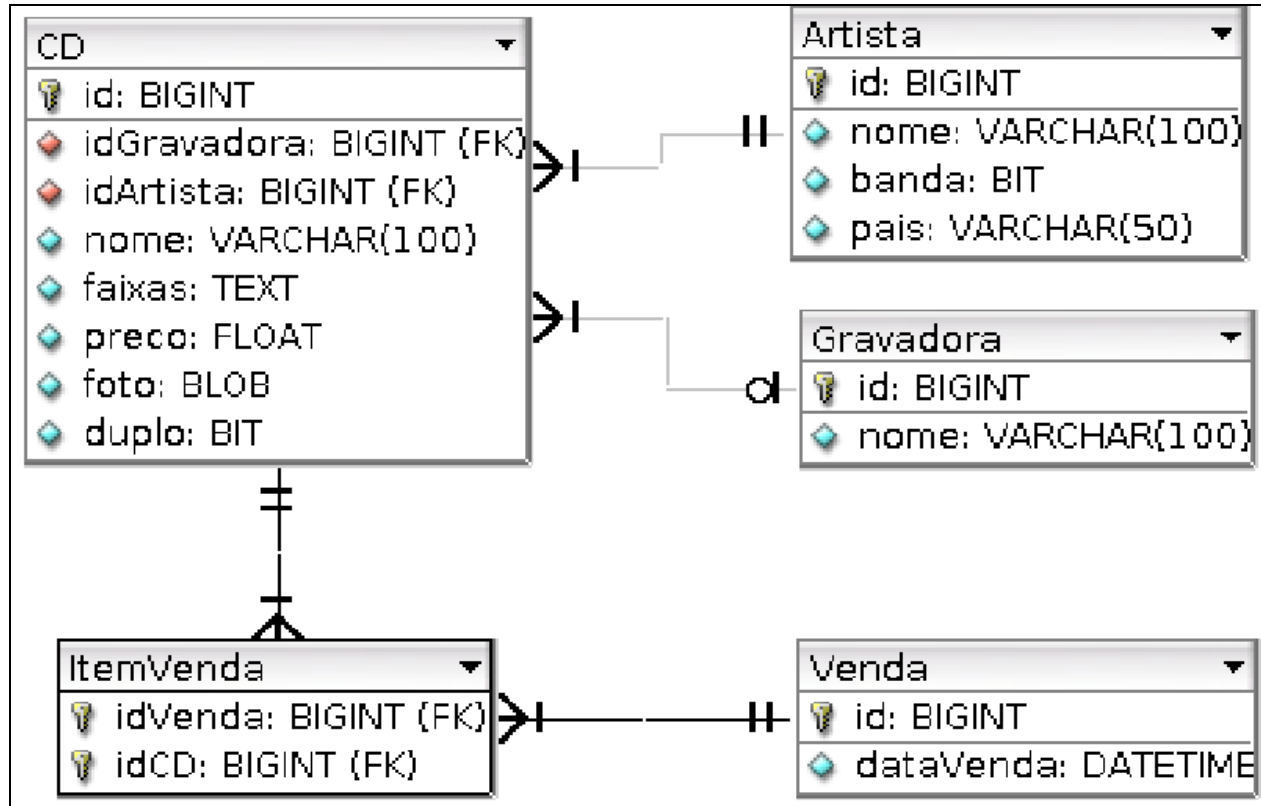 CD
id: BIGINT
idGravadora: BIGINT (FK)
idArtista: BIGINT (FK)
nome: VARCHAR(100)
faixas: TEXT
preco: FLOAT
foto: BLOB
duplo: BIT
Artista
id: BIGINT
nome: VARCHAR(100)
banda: BIT
pais: VARCHAR(50)
Gravadora
id: BIGINT
nome: VARCHAR(100)
ItemVenda
idVenda: BIGINT (FK)
idCD: BIGINT (FK)
Venda
id: BIGINT
dataVenda: DATETIME